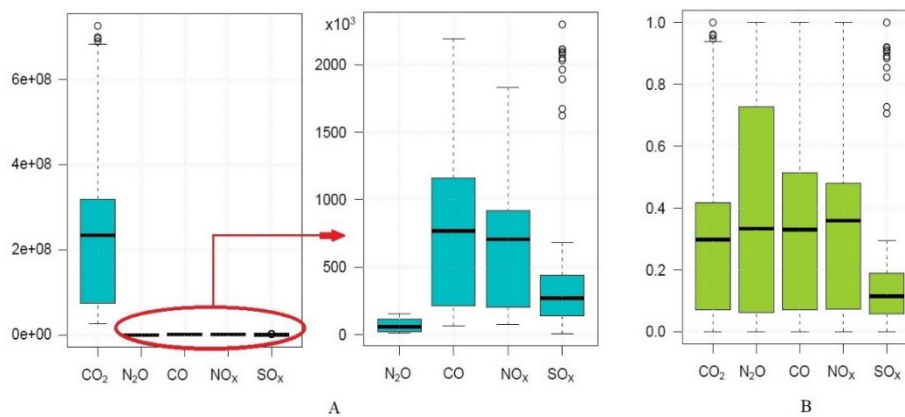 6e+08
4e+08
2e+08
0e+00
CO₂ N₂O CO NOₓ SOₓ
x10³
2000
1500
1000
500
0
N₂O CO NOₓ SOₓ
A
1.0
0.8
0.6
0.4
0.2
0.0
CO₂ N₂O CO NOₓ SOₓ
B